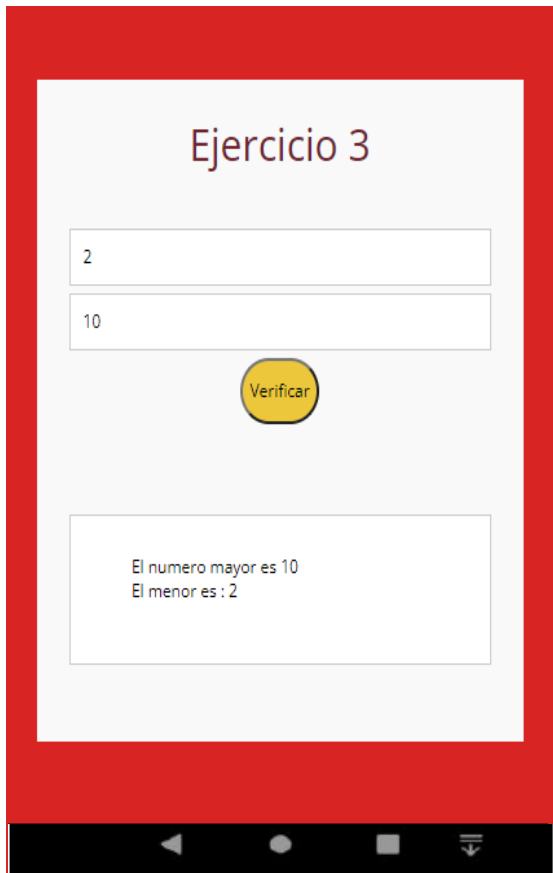 Ejercicio 3
2
10
Verificar
El numero mayor es 10
El menor es : 2